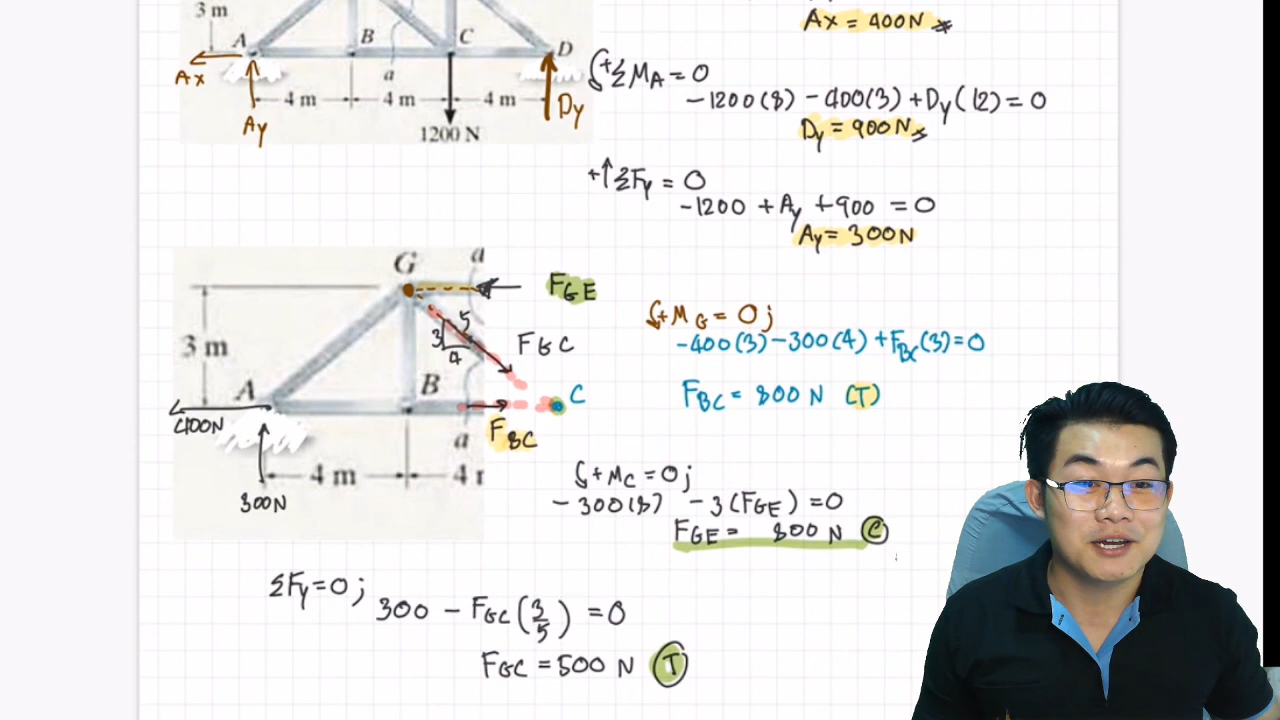 3 m
Ax = 400N
A B C D
Ax
a
4 m 4 m 4 m
Ay
Dy
1200 N
↺+ΣMA = 0
-1200(8) - 400(3) + Dy(12) = 0
Dy = 900N
+↑ΣFy = 0
-1200 + Ay +900 = 0
Ay = 300N
G
a
FGE
3 m
5
3
4
FGC
A
B
C
400N
FBC
a
4 m
4
300N
↺+MG = 0;
-400(3) - 300(4) + FBC(3) = 0
FBC = 800 N (T)
↺+MC = 0;
- 300(8) - 3(FGE) = 0
FGE = 800 N C
ΣFy = 0;
300 - FGC(3/5) = 0
FGC = 500 N T